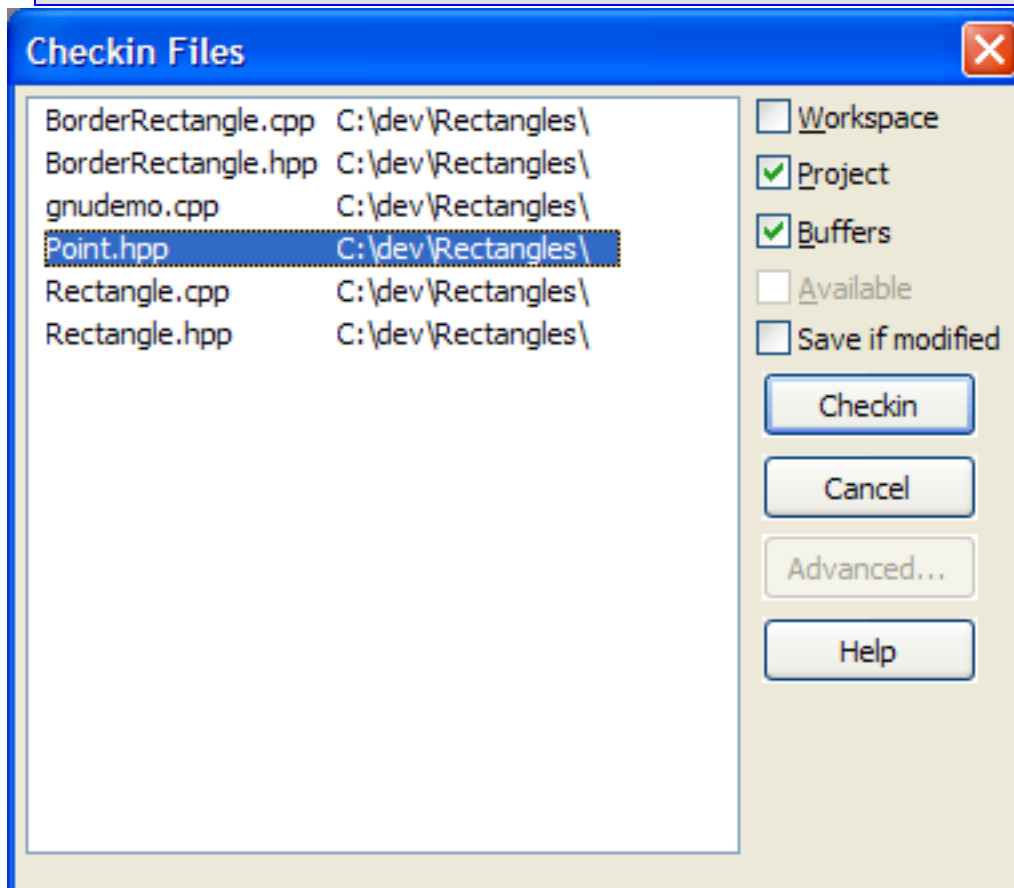 Checkin Files
BorderRectangle.cpp C:\dev\Rectangles\
BorderRectangle.hpp C:\dev\Rectangles\
gnudemo.cpp C:\dev\Rectangles\
Point.hpp C:\dev\Rectangles\
Rectangle.cpp C:\dev\Rectangles\
Rectangle.hpp C:\dev\Rectangles\
Workspace
Project
Buffers
Available
Save if modified
Checkin
Cancel
Advanced...
Help